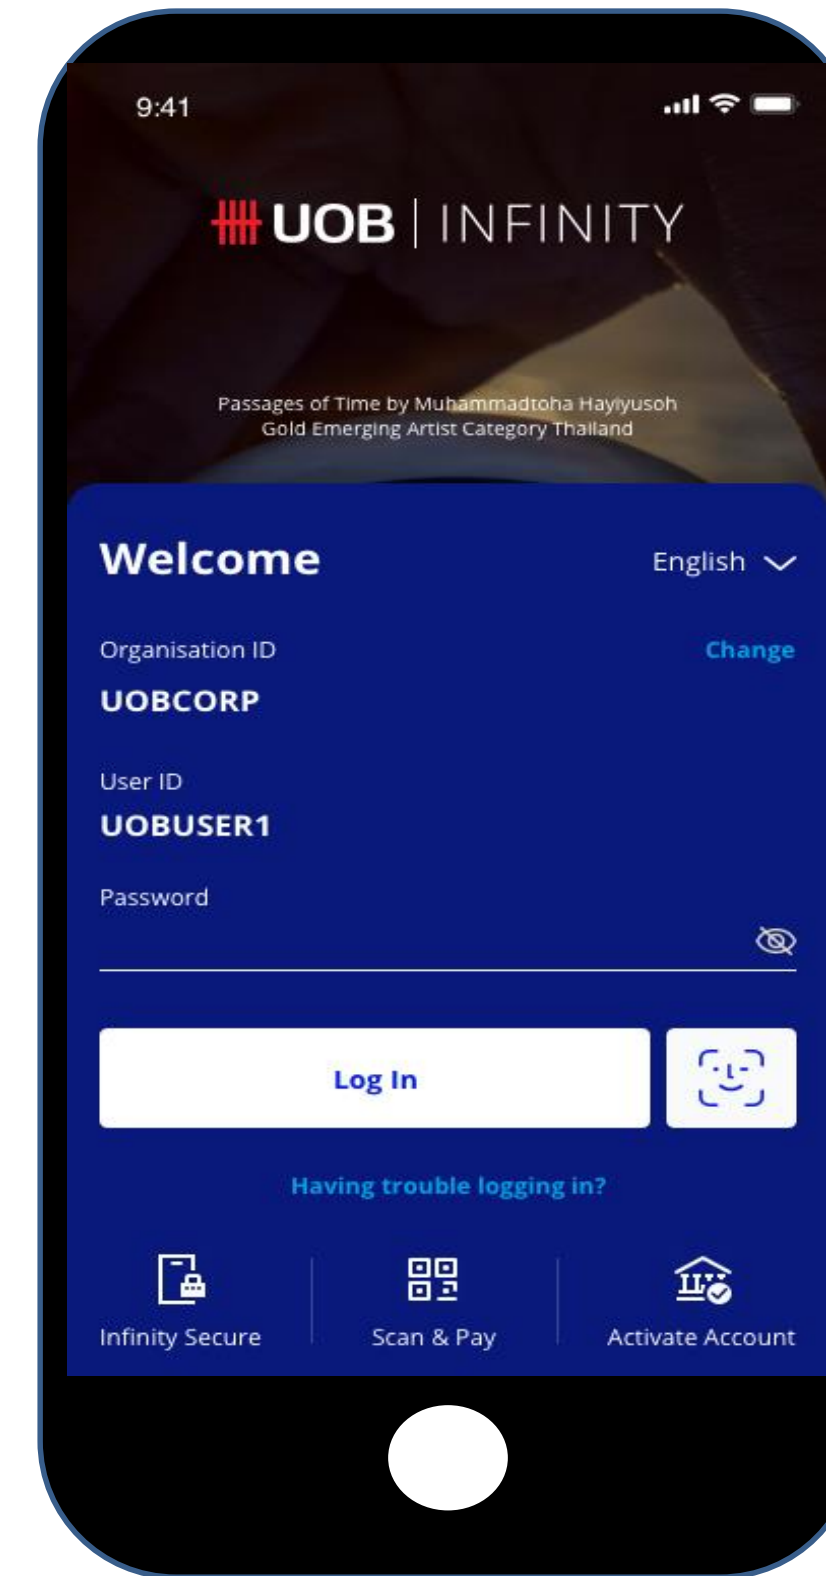 9:41
UOB | INFINITY
Passages of Time by Muhammadtoha Hayiyusoh
Gold Emerging Artist Category Thailand
Welcome
English
Organisation ID
Change
UOBCORP
User ID
UOBUSER1
Password
Log In
Having trouble logging in?
Infinity Secure
Scan & Pay
Activate Account